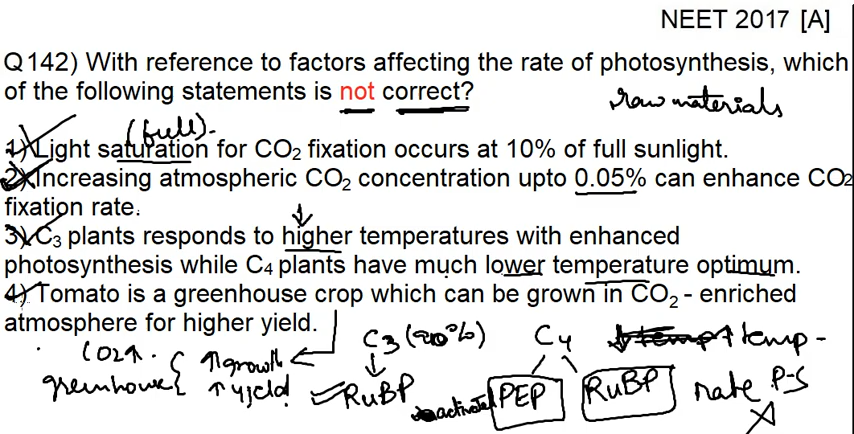 NEET 2017 [A]
Q142) With reference to factors affecting the rate of photosynthesis, which
of the following statements is not correct?
raw materials
(full).
1) Light saturation for CO2 fixation occurs at 10% of full sunlight.
2) Increasing atmospheric CO2 concentration upto 0.05% can enhance CO2
fixation rate.
3) C3 plants responds to higher temperatures with enhanced
photosynthesis while C4 plants have much lower temperature optimum.
4) Tomato is a greenhouse crop which can be grown in CO2 - enriched
atmosphere for higher yield.
CO2↑. { ↑growth C3 (90%) C4 ↑ temp -
greenhouse { ↑ yield RuBP PEP RuBP rate P-S